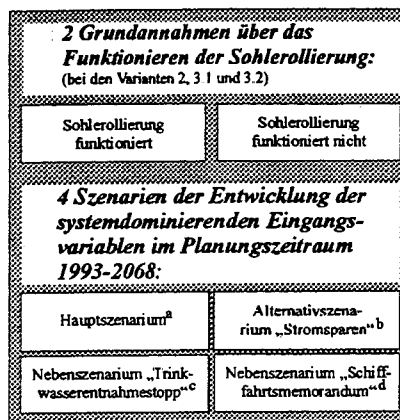 2 Grundannahmen über das
Funktionieren der Sohlerollierung:
(bei den Varianten 2, 3.1 und 3.2)
Sohlerollierung
funktioniert
Sohlerollierung
funktioniert nicht
4 Szenarien der Entwicklung der
systemdominierenden Eingangs-
variablen im Planungszeitraum
1993-2068:
Hauptszenarium^a
Alternativszena-
rium „Stromsparen“^b
Nebenszenarium „Trink-
wasserentnahmestopp“^c
Nebenszenarium „Schiff-
fahrtsmemorandum“^d